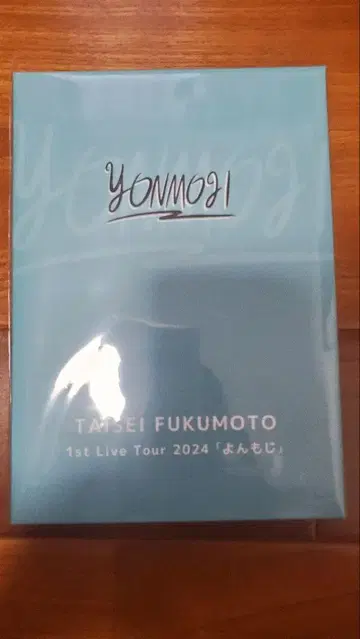 YONMOJI
TAISEI FUKUMOTO
1st Live Tour 2024「よんもじ」